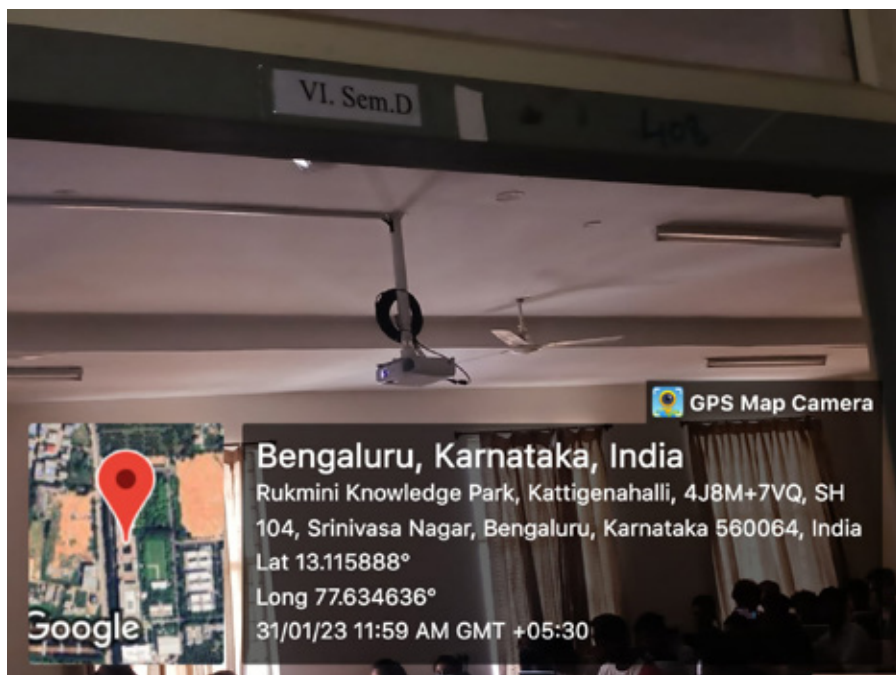 VI. Sem.D
408
GPS Map Camera
Bengaluru, Karnataka, India
Rukmini Knowledge Park, Kattigenahalli, 4J8M+7VQ, SH
104, Srinivasa Nagar, Bengaluru, Karnataka 560064, India
Lat 13.115888°
Long 77.634636°
31/01/23 11:59 AM GMT +05:30
Google